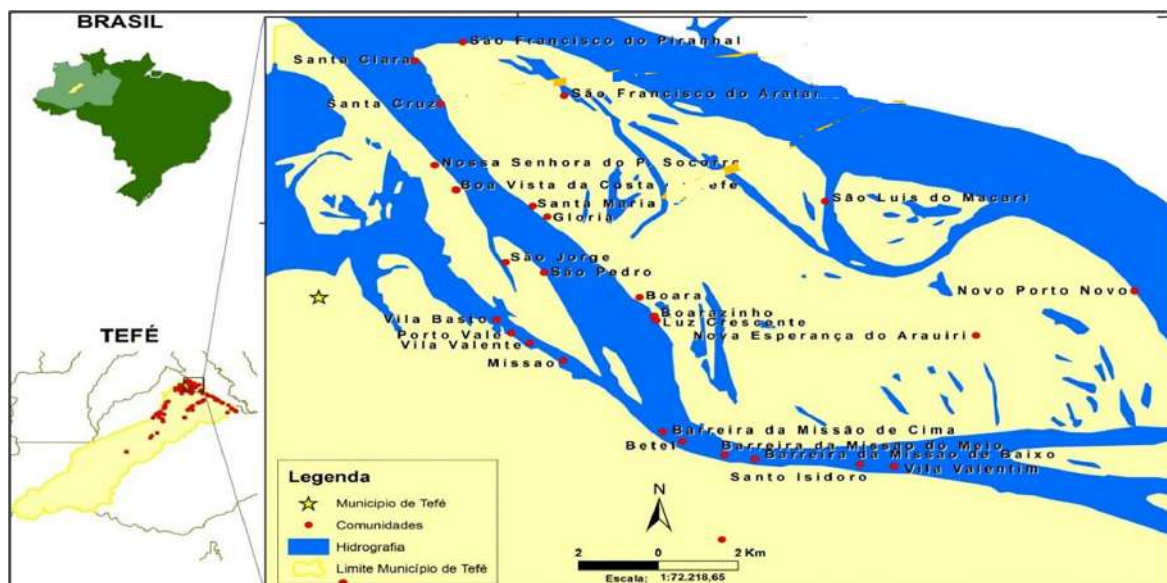 BRASIL
TEFÉ
São Francisco do Piranhal
Santa Clara
São Francisco do
Santa Cruz
Nossa Senhora do P. Socorro
Boa Vista da Costa
Santa Maria
São Luis do Macari
Gloria
São Jorge
São Pedro
Novo Porto Novo
Boara
Boarazinho
Luz Crescente
Vila Basto
Porto Vale
Nova Esperança do Arauiri
Vila Valente
Missao
Barreira da Missão de Cima
Betel
Barreira da Missão do Meio
Barreira da Missão de Baixo
Vila Valentim
Santo Isidoro
Legenda
Município de Tefé
Comunidades
Hidrografia
Limite Município de Tefé
N
2 0 2 Km
Escala: 1:72.218,65